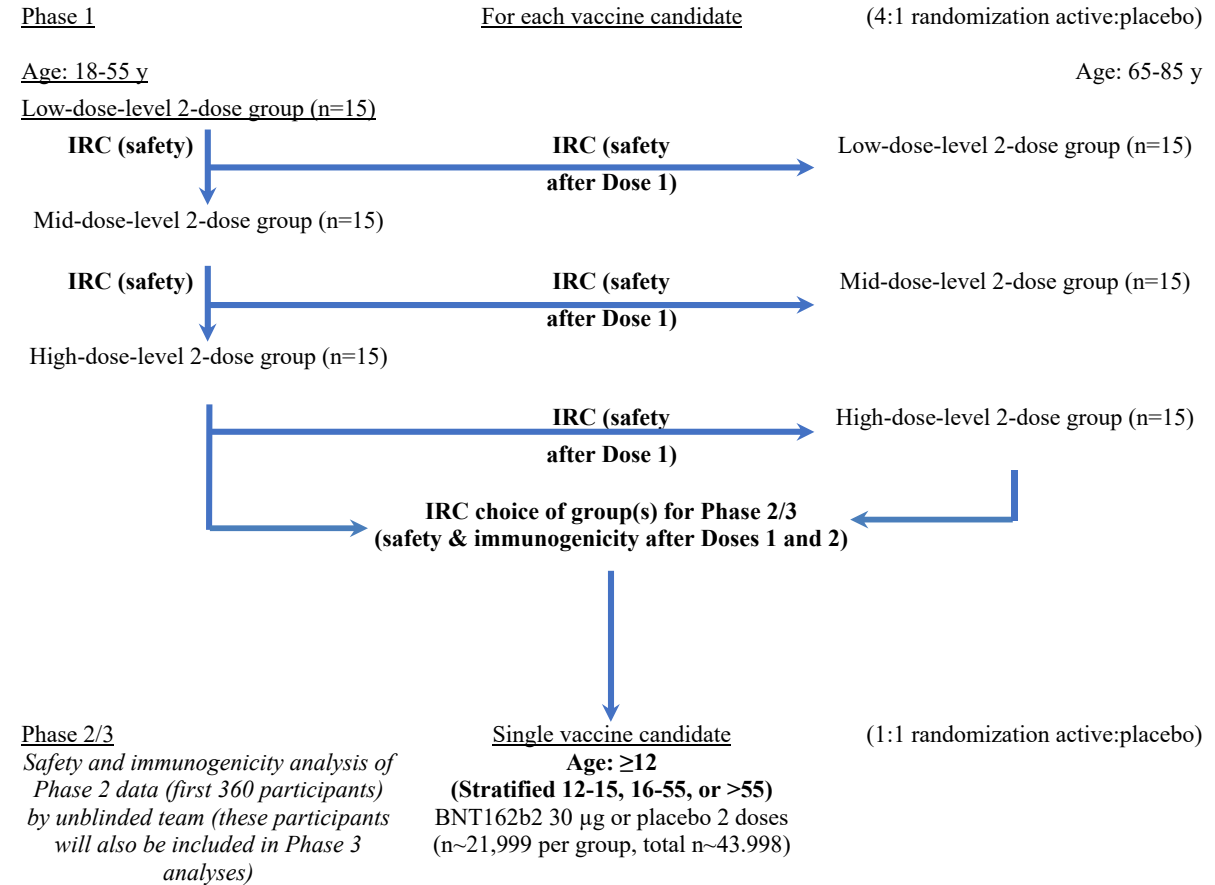 Phase 1 For each vaccine candidate (4:1 randomization active:placebo)
Age: 18-55 y Age: 65-85 y
Low-dose-level 2-dose group (n=15)
IRC (safety) IRC (safety Low-dose-level 2-dose group (n=15)
after Dose 1)
Mid-dose-level 2-dose group (n=15)
IRC (safety) IRC (safety Mid-dose-level 2-dose group (n=15)
after Dose 1)
High-dose-level 2-dose group (n=15)
IRC (safety High-dose-level 2-dose group (n=15)
after Dose 1)
IRC choice of group(s) for Phase 2/3
(safety & immunogenicity after Doses 1 and 2)
Phase 2/3 Single vaccine candidate (1:1 randomization active:placebo)
Safety and immunogenicity analysis of
Phase 2 data (first 360 participants)
by unblinded team (these participants
will also be included in Phase 3
analyses)
Age: ≥12
(Stratified 12-15, 16-55, or >55)
BNT162b2 30 µg or placebo 2 doses
(n~21,999 per group, total n~43.998)